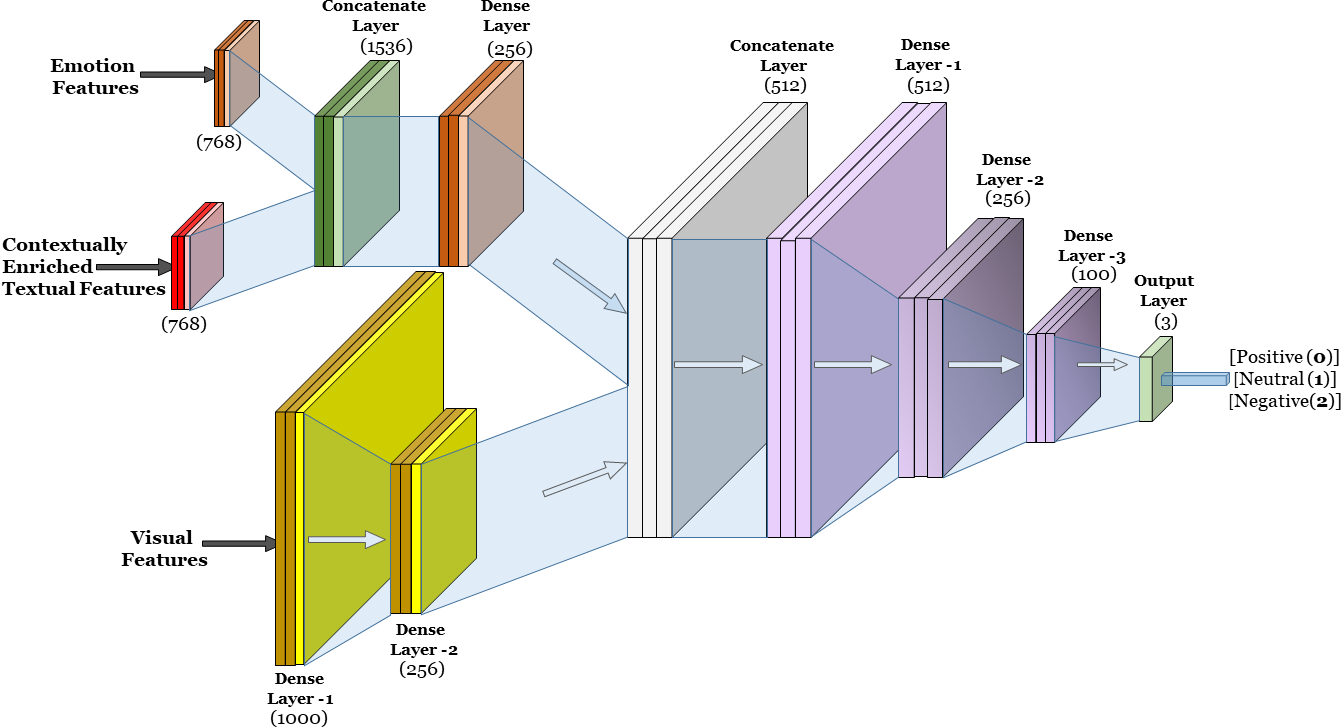 Emotion
Features
(768)
Contextually
Enriched
Textual Features
(768)
Concatenate
Layer
(1536)
Dense
Layer
(256)
Visual
Features
Dense
Layer -1
(1000)
Dense
Layer -2
(256)
Concatenate
Layer
(512)
Dense
Layer -1
(512)
Dense
Layer -2
(256)
Dense
Layer -3
(100)
Output
Layer
(3)
[Positive (0)]
[Neutral (1)]
[Negative(2)]